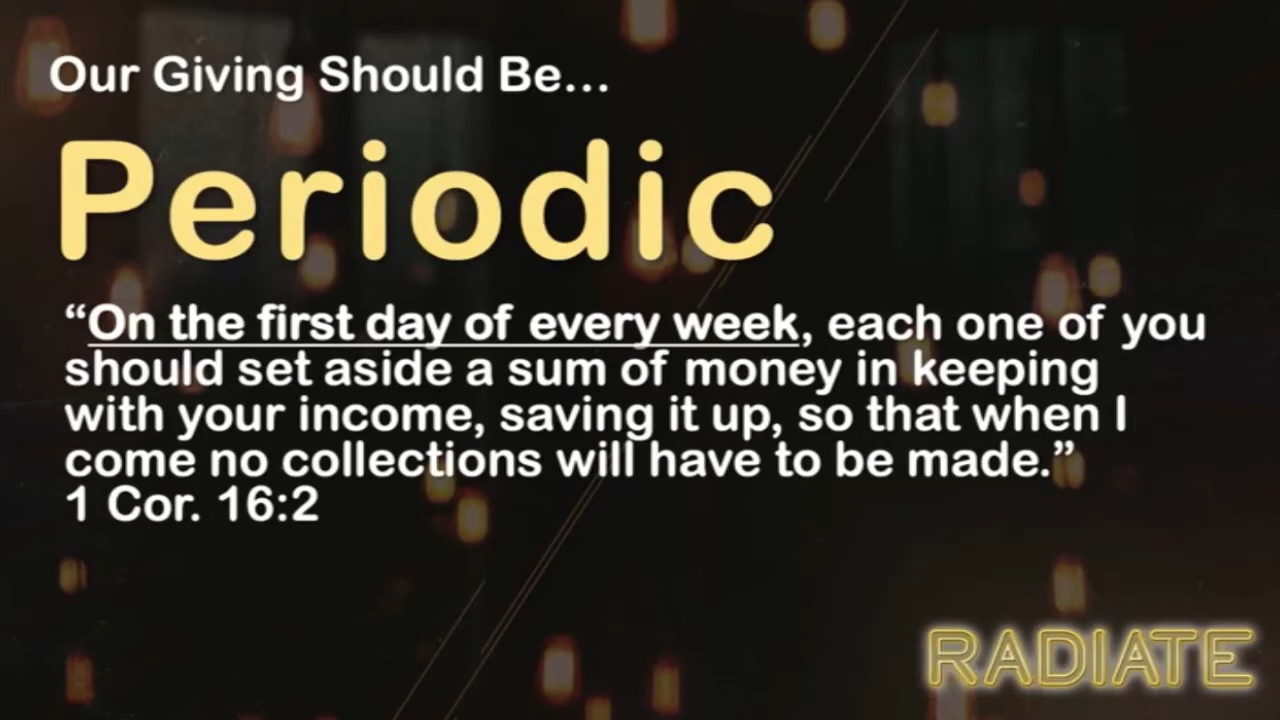 Our Giving Should Be...
Periodic
“On the first day of every week, each one of you
should set aside a sum of money in keeping
with your income, saving it up, so that when I
come no collections will have to be made.”
1 Cor. 16:2
RADIATE